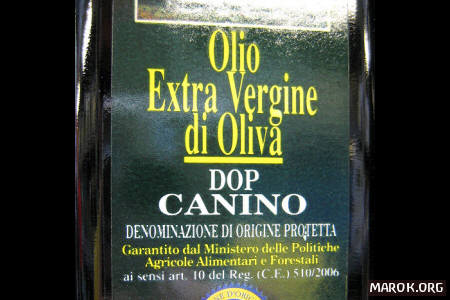 Olio
Extra Vergine
di Oliva
DOP
CANINO
DENOMINAZIONE DI ORIGINE PROTETTA
Garantito dal Ministero delle Politiche
Agricole Alimentari e Forestali
ai sensi art. 10 del Reg. (C.E.) 510/2006
MAROK.ORG